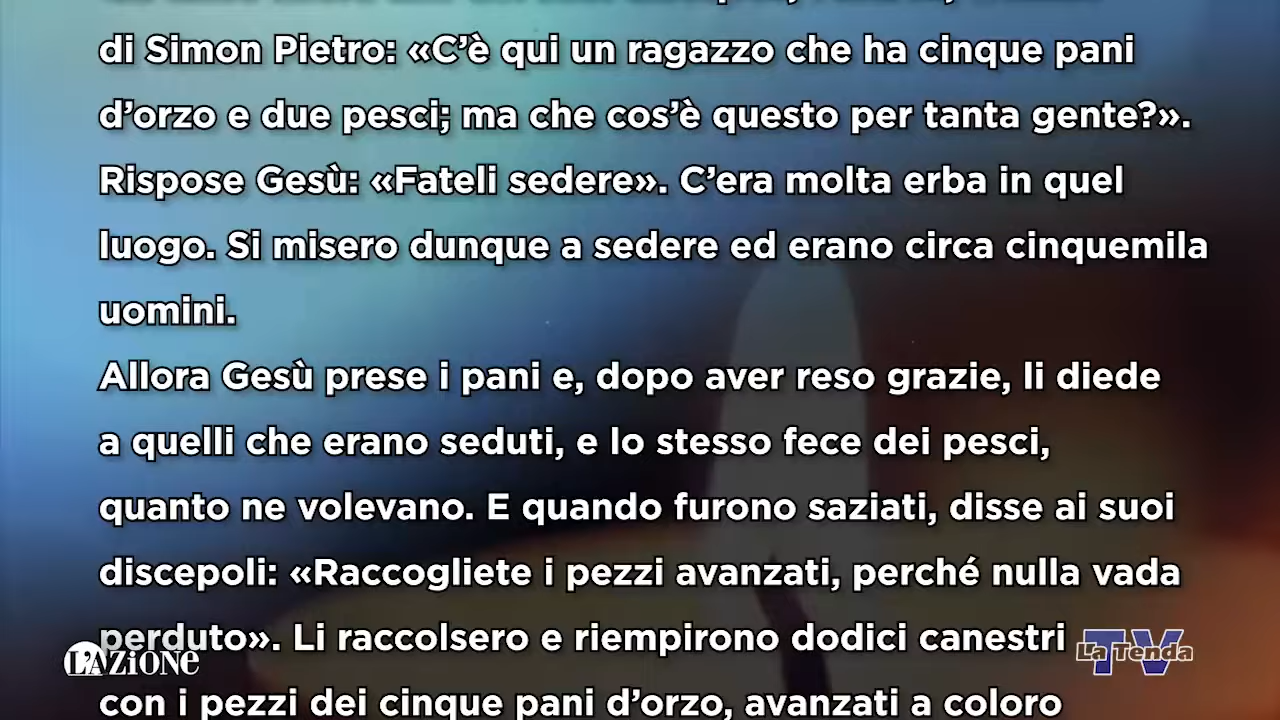 di Simon Pietro: «C'è qui un ragazzo che ha cinque pani
d'orzo e due pesci; ma che cos'è questo per tanta gente?».
Rispose Gesù: «Fateli sedere». C'era molta erba in quel
luogo. Si misero dunque a sedere ed erano circa cinquemila
uomini.
Allora Gesù prese i pani e, dopo aver reso grazie, li diede
a quelli che erano seduti, e lo stesso fece dei pesci,
quanto ne volevano. E quando furono saziati, disse ai suoi
discepoli: «Raccogliete i pezzi avanzati, perché nulla vada
perduto». Li raccolsero e riempirono dodici canestri
L'AZiONe
TV La Tenda
con i pezzi dei cinque pani d'orzo, avanzati a coloro